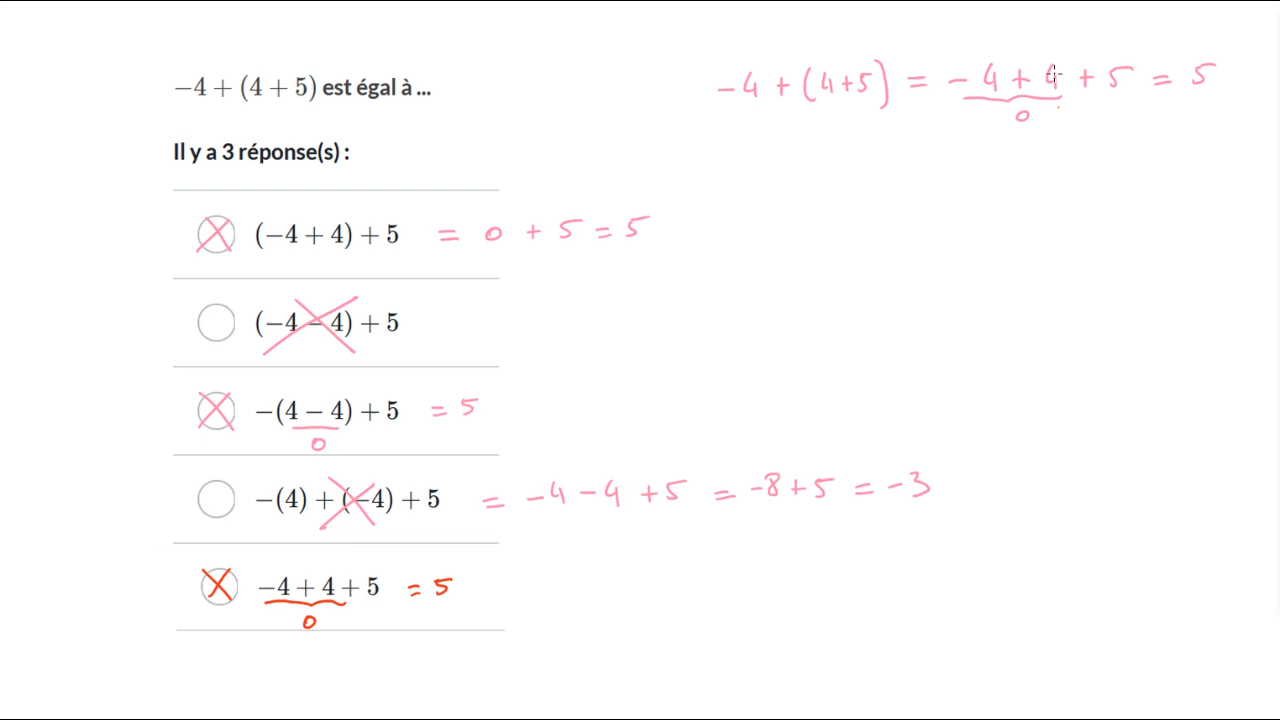 −4 + (4 + 5) est égal à ...
-4 + (4+5) = -4 + 4 + 5 = 5
0
Il y a 3 réponse(s) :
(−4 + 4) + 5 = 0 + 5 = 5
(−4 − 4) + 5
−(4 − 4) + 5 = 5
0
−(4) + (−4) + 5 = -4 -4 +5 = -8+5 = -3
−4 + 4 + 5 = 5
0